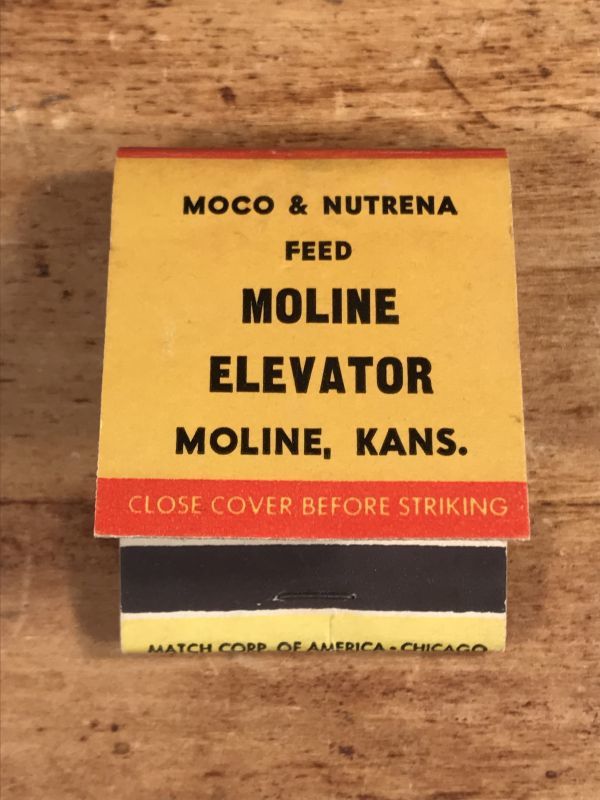 MOCO & NUTRENA
FEED
MOLINE
ELEVATOR
MOLINE, KANS.
CLOSE COVER BEFORE STRIKING
MATCH CORP. OF AMERICA - CHICAGO